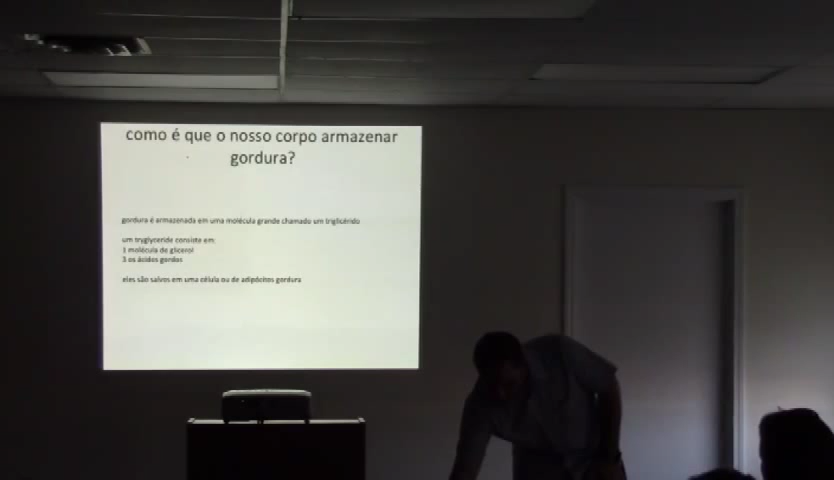 como é que o nosso corpo armazenar
gordura?
gordura é armazenada em uma molécula grande chamado um triglicérido
um tryglyceride consiste em:
1 molécula de glicerol
3 os ácidos gordos
eles são salvos em uma célula ou de adipócitos gordura